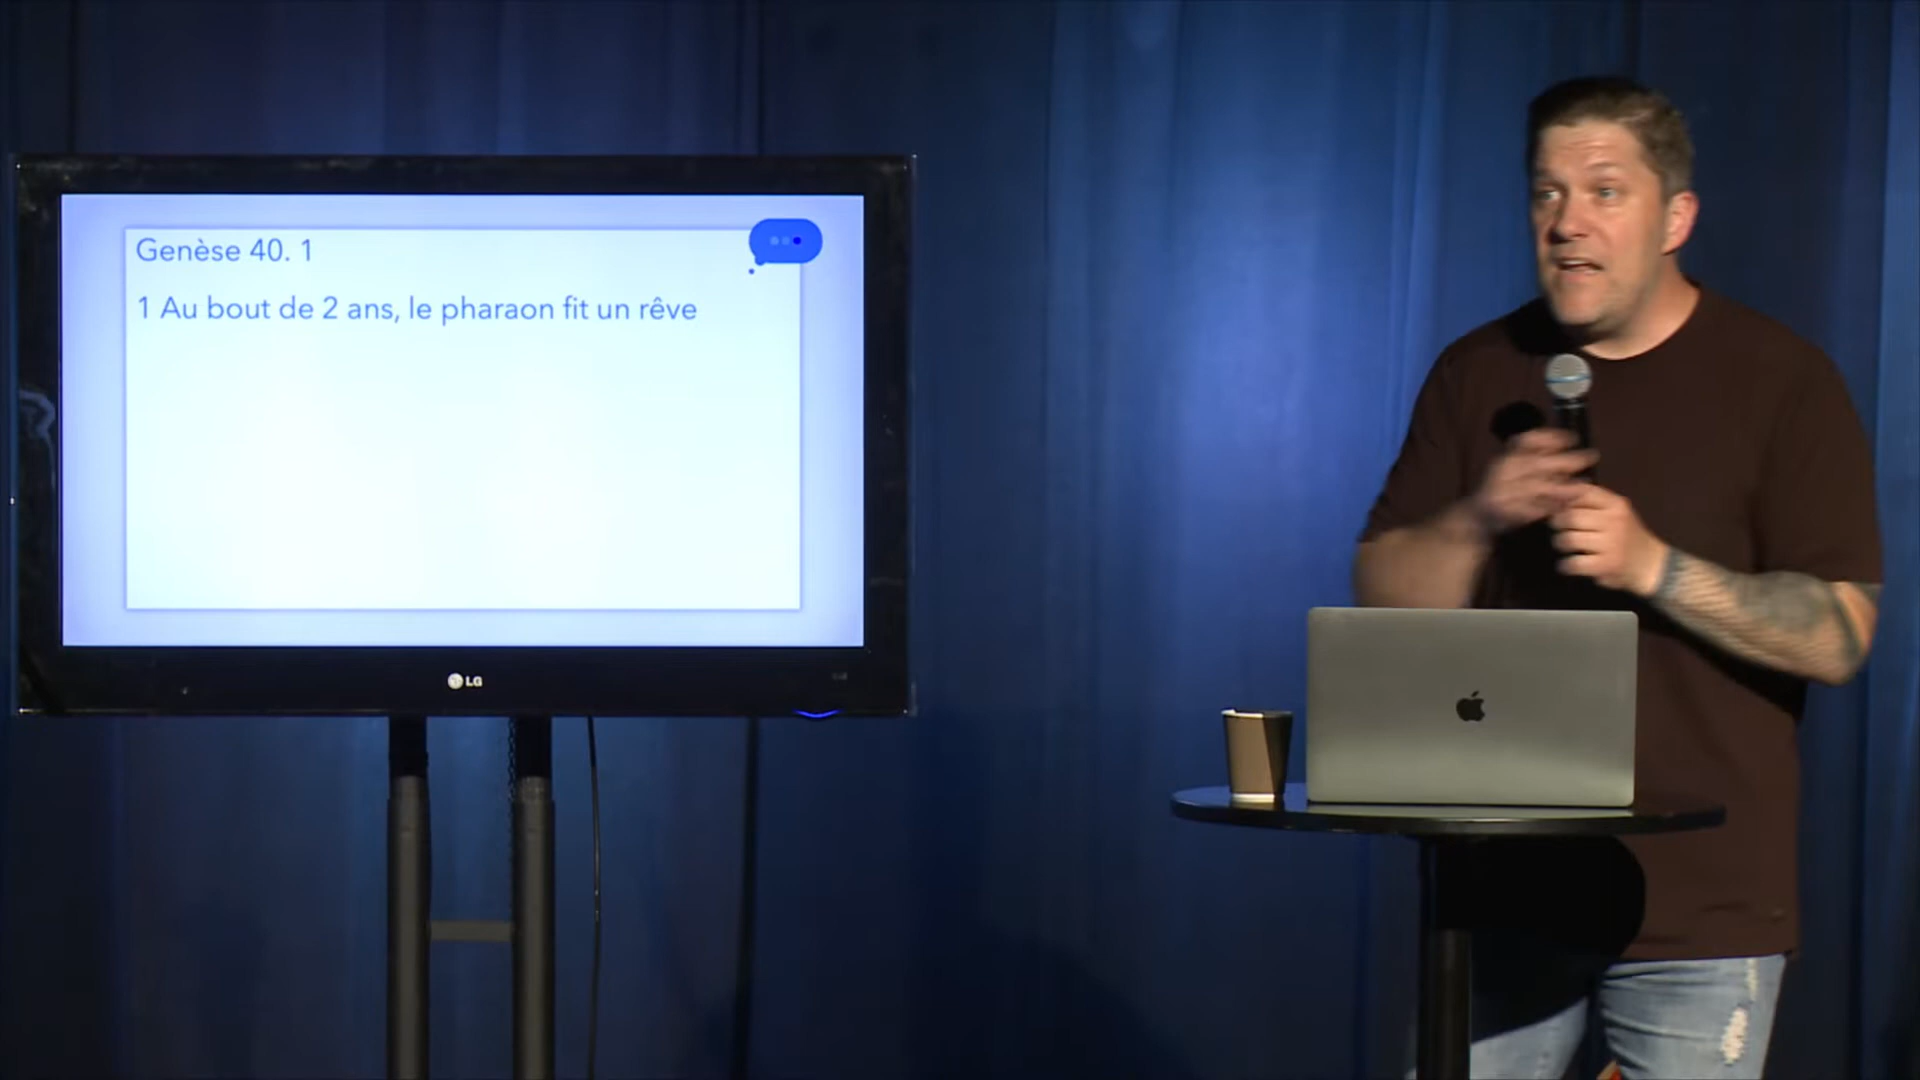 Genèse 40. 1
1 Au bout de 2 ans, le pharaon fit un rêve
LG